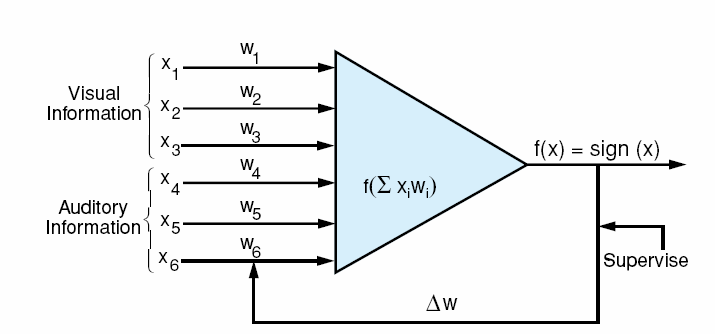 Visual
Information
x₁
w₁
x₂
w₂
x₃
w₃
Auditory
Information
x₄
w₄
x₅
w₅
x₆
w₆
f(Σ xᵢwᵢ)
f(x) = sign (x)
Supervise
Δw